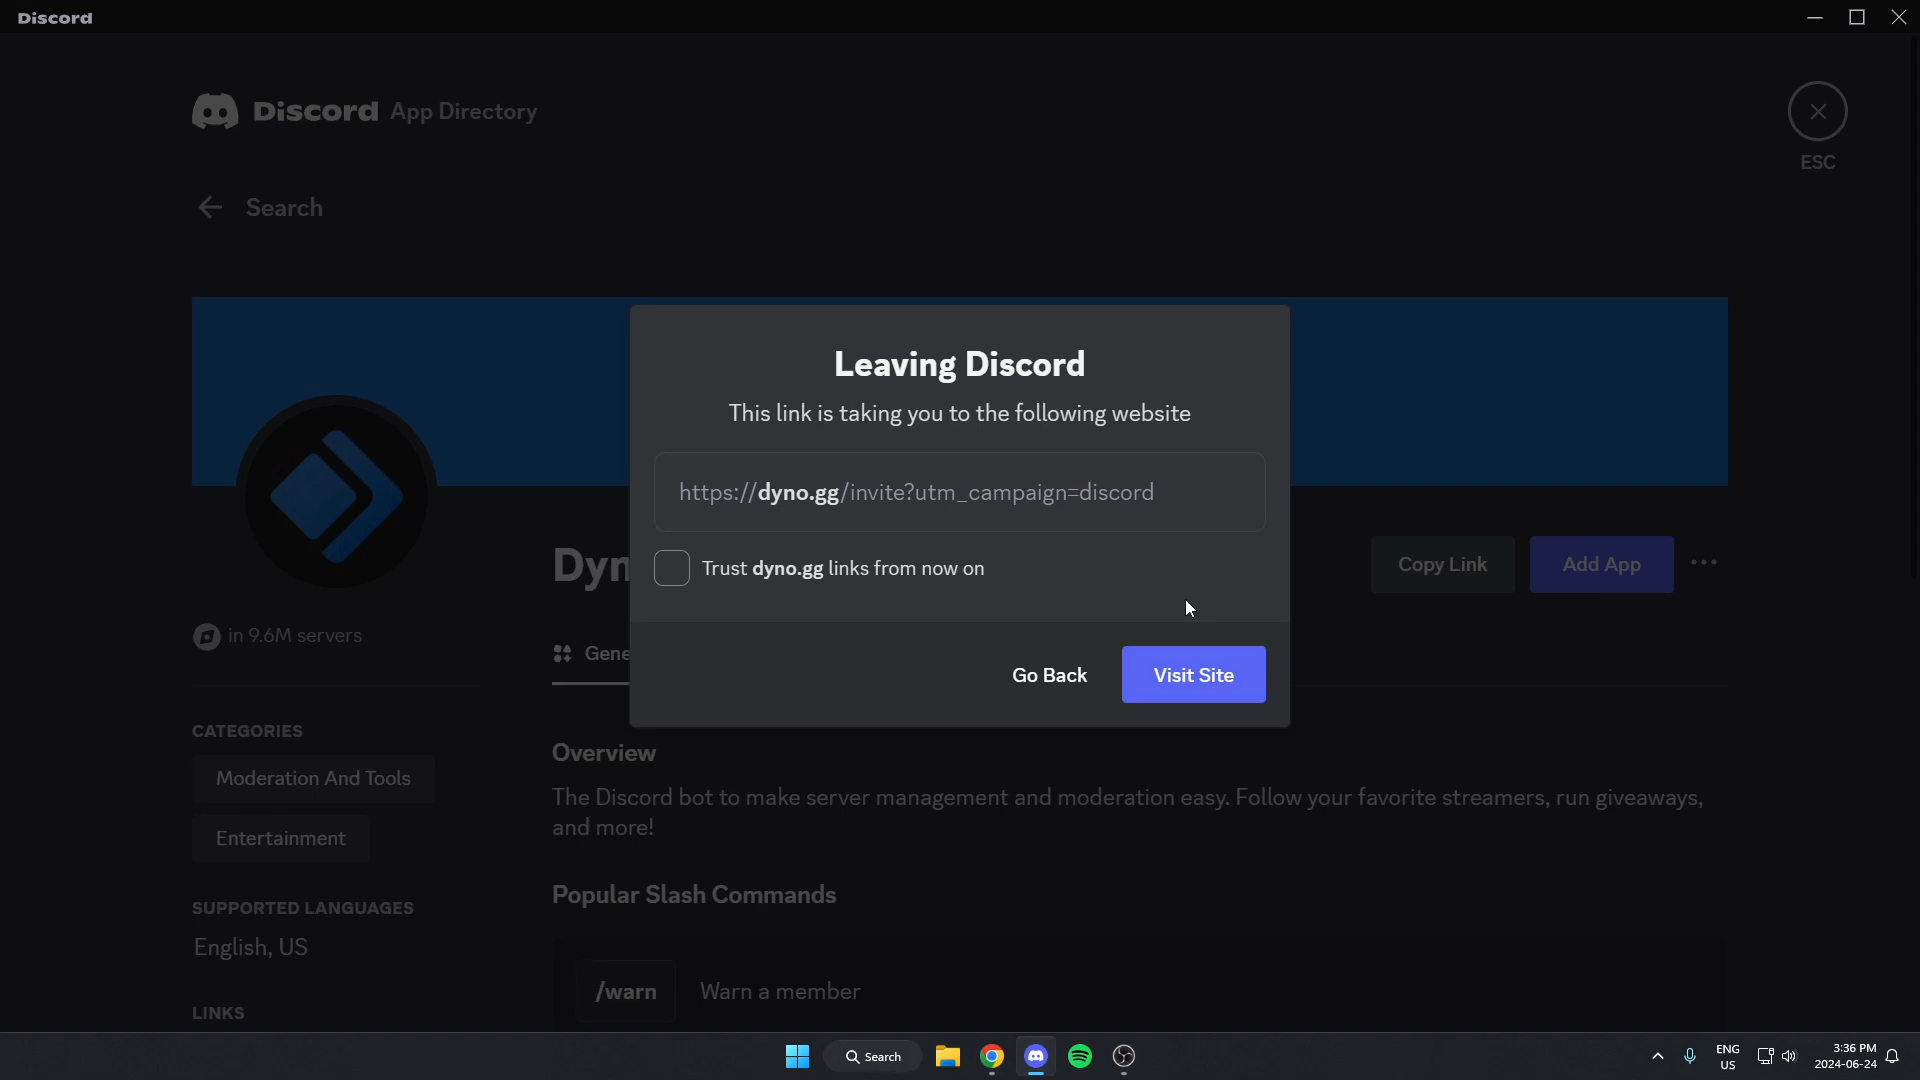 Discord
Discord App Directory
ESC
Search
Leaving Discord
This link is taking you to the following website
https://dyno.gg/invite?utm_campaign=discord
Trust dyno.gg links from now on
Go Back
Visit Site
Dyn
Copy Link
Add App
in 9.6M servers
Gene
CATEGORIES
Moderation And Tools
Entertainment
SUPPORTED LANGUAGES
English, US
LINKS
Overview
The Discord bot to make server management and moderation easy. Follow your favorite streamers, run giveaways,
and more!
Popular Slash Commands
/warn Warn a member
Search
ENG
US
3:36 PM
2024-06-24